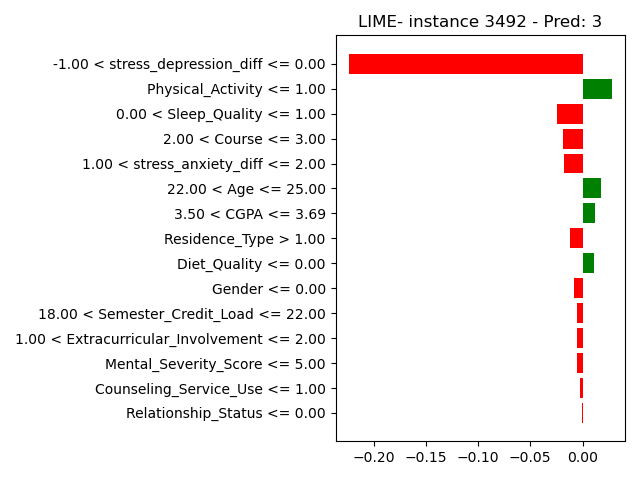 LIME- instance 3492 - Pred: 3
-1.00 < stress_depression_diff <= 0.00
Physical_Activity <= 1.00
0.00 < Sleep_Quality <= 1.00
2.00 < Course <= 3.00
1.00 < stress_anxiety_diff <= 2.00
22.00 < Age <= 25.00
3.50 < CGPA <= 3.69
Residence_Type > 1.00
Diet_Quality <= 0.00
Gender <= 0.00
18.00 < Semester_Credit_Load <= 22.00
1.00 < Extracurricular_Involvement <= 2.00
Mental_Severity_Score <= 5.00
Counseling_Service_Use <= 1.00
Relationship_Status <= 0.00
−0.20 −0.15 −0.10 −0.05 0.00